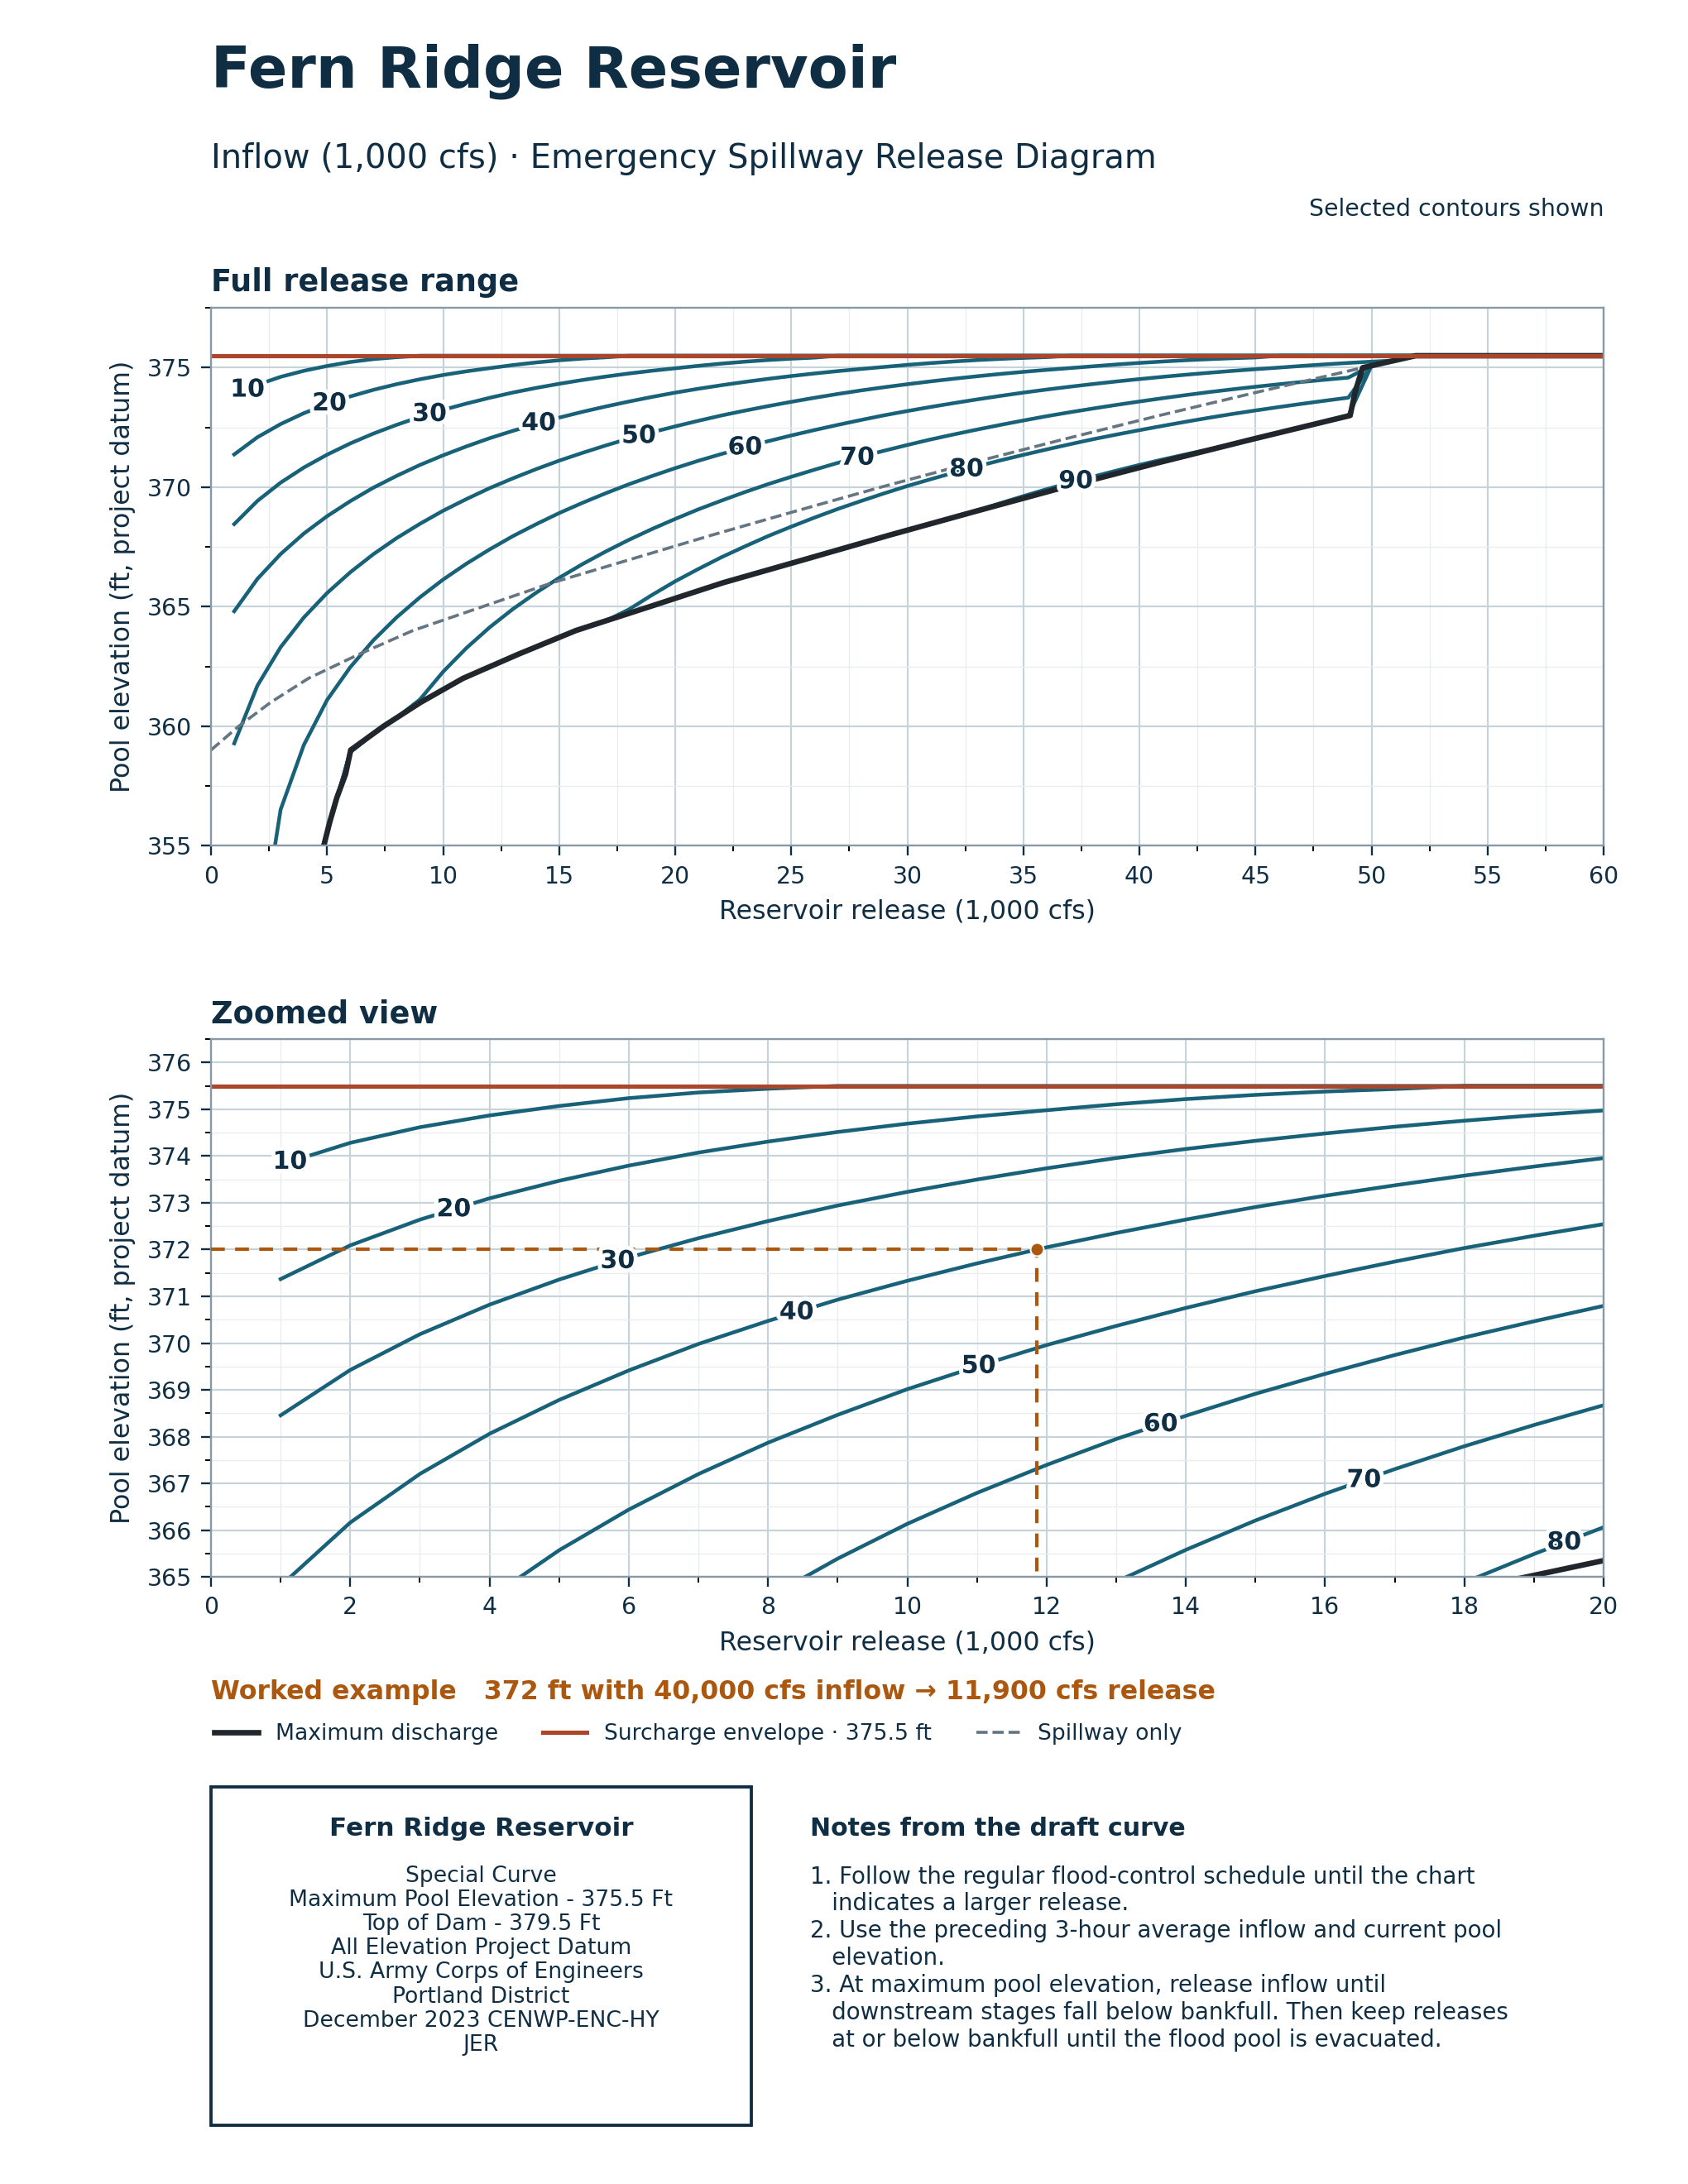 Fern Ridge Reservoir
Inflow (1,000 cfs) · Emergency Spillway Release Diagram
Selected contours shown
Full release range
Pool elevation (ft, project datum)
375
370
365
360
355
10
20
30
40
50
60
70
80
90
0 5 10 15 20 25 30 35 40 45 50 55 60
Reservoir release (1,000 cfs)
Zoomed view
Pool elevation (ft, project datum)
376
375
374
373
372
371
370
369
368
367
366
365
10
20
30
40
50
60
70
80
0 2 4 6 8 10 12 14 16 18 20
Reservoir release (1,000 cfs)
Worked example 372 ft with 40,000 cfs inflow → 11,900 cfs release
Maximum discharge Surcharge envelope · 375.5 ft Spillway only
Fern Ridge Reservoir
Special Curve
Maximum Pool Elevation - 375.5 Ft
Top of Dam - 379.5 Ft
All Elevation Project Datum
U.S. Army Corps of Engineers
Portland District
December 2023 CENWP-ENC-HY
JER
Notes from the draft curve
1. Follow the regular flood-control schedule until the chart
indicates a larger release.
2. Use the preceding 3-hour average inflow and current pool
elevation.
3. At maximum pool elevation, release inflow until
downstream stages fall below bankfull. Then keep releases
at or below bankfull until the flood pool is evacuated.